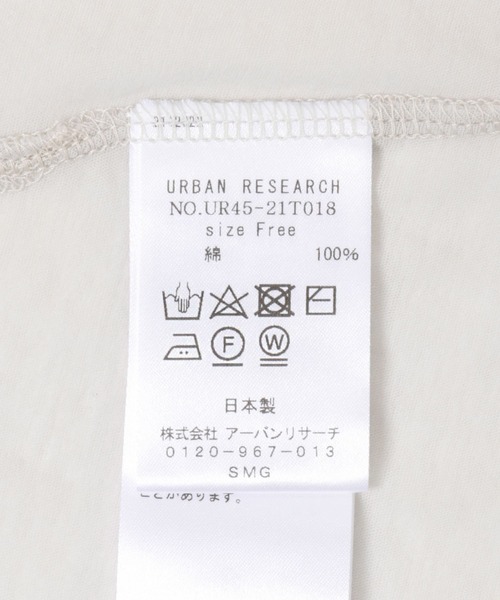 URBAN RESEARCH
NO.UR45-21T018
size Free
綿 100%
F W
日本製
株式会社 アーバンリサーチ
0120-967-013
SMG
ことがあります。